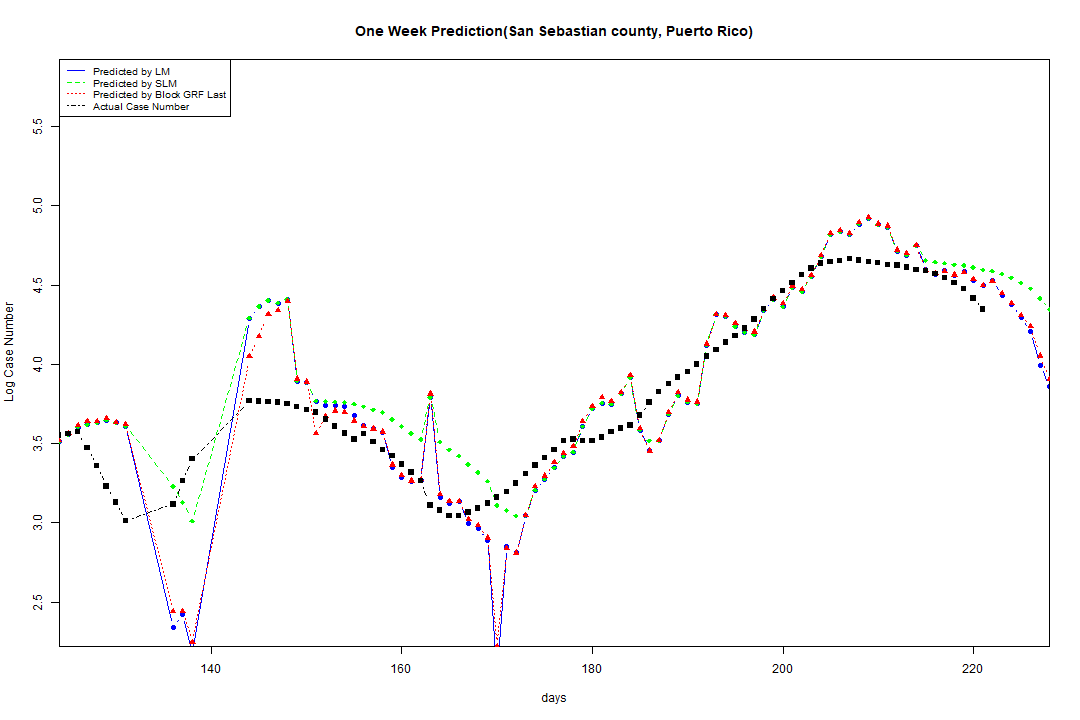 One Week Prediction(San Sebastian county, Puerto Rico)
Predicted by LM
Predicted by SLM
Predicted by Block GRF Last
Actual Case Number
5.5
5.0
4.5
4.0
3.5
3.0
2.5
Log Case Number
140 160 180 200 220
days